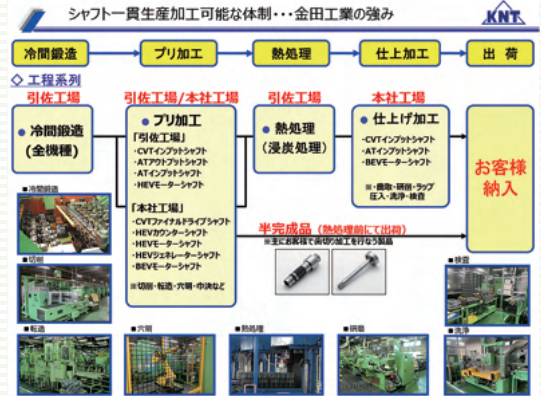 シャフト一貫生産加工可能な体制・・・金田工業の強み
KNT
冷間鍛造
プリ加工
熱処理
仕上加工
出 荷
◇ 工程系列
引佐工場
引佐工場/本社工場
引佐工場
本社工場
● 冷間鍛造
(全機種)
● プリ加工
「引佐工場」
・CVTインプットシャフト
・ATアウトプットシャフト
・ATインプットシャフト
・HEVモーターシャフト
「本社工場」
・CVTファイナルドライブシャフト
・HEVカウンターシャフト
・HEVモーターシャフト
・HEVジェネレーターシャフト
・BEVモーターシャフト
※切削・転造・穴明・中決など
● 熱処理
(浸炭処理)
● 仕上げ加工
・CVTインプットシャフト
・ATインプットシャフト
・BEVモーターシャフト
※・歯取・研削・ラップ
圧入・洗浄・検査
お客様
納入
半完成品 (熱処理前にて出荷)
※主にお客様で歯切り加工を行なう製品
■冷間鍛造
■切削
■転造
■穴明
■熱処理
■研磨
■検査
■洗浄